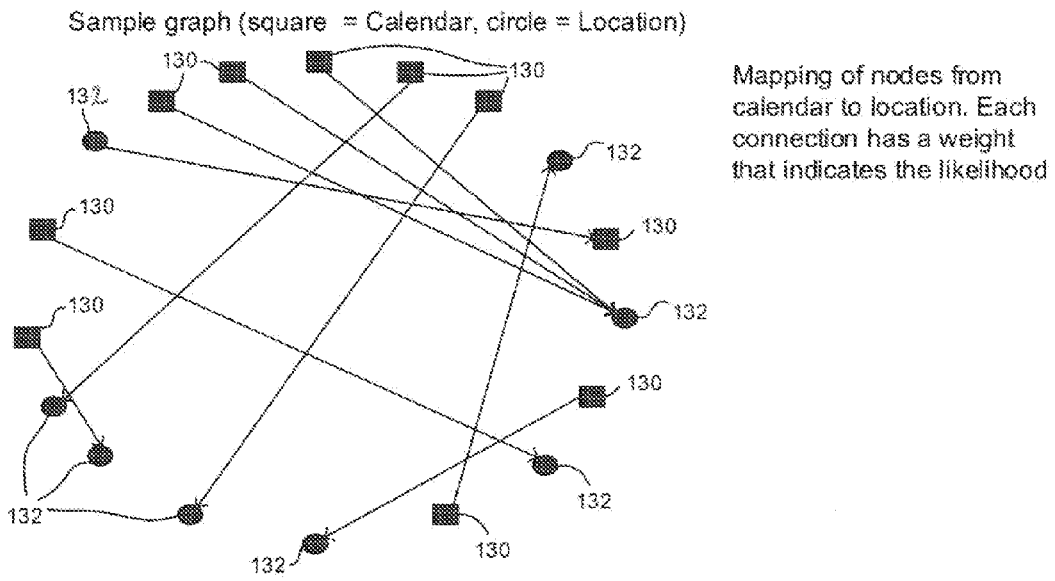 Sample graph (square = Calendar, circle = Location)
130
130
132
132
130
130
130
132
130
132
132
130
132
Mapping of nodes from
calendar to location. Each
connection has a weight
that indicates the likelihood